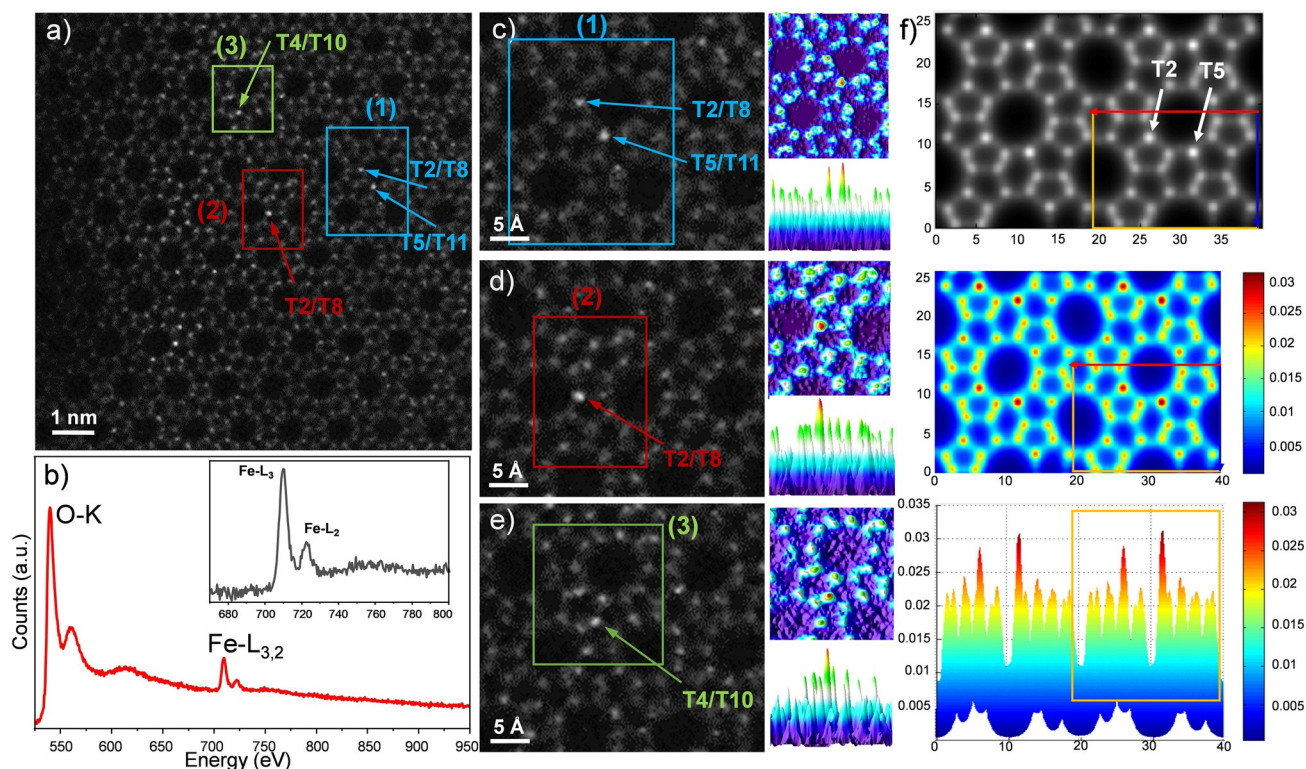 a)
(3)
T4/T10
(1)
T2/T8
(2)
T5/T11
T2/T8
1 nm
b)
O-K
Fe-L3
Fe-L2
680 700 720 740 760 780 800
Fe-L3,2
Counts (a.u.)
550 600 650 700 750 800 850 900 950
Energy (eV)
c)
(1)
T2/T8
T5/T11
5 Å
d)
(2)
T2/T8
5 Å
e)
(3)
T4/T10
5 Å
f)
25
20
15
10
5
0
T2
T5
0 5 10 15 20 25 30 35
25
20
15
10
5
0
0 20 20 30 40
0.03
0.025
0.02
0.015
0.01
0.005
0.035
0.03
0.025
0.02
0.015
0.01
0.005
0 10 20 30 40
0.03
0.025
0.02
0.015
0.01
0.005